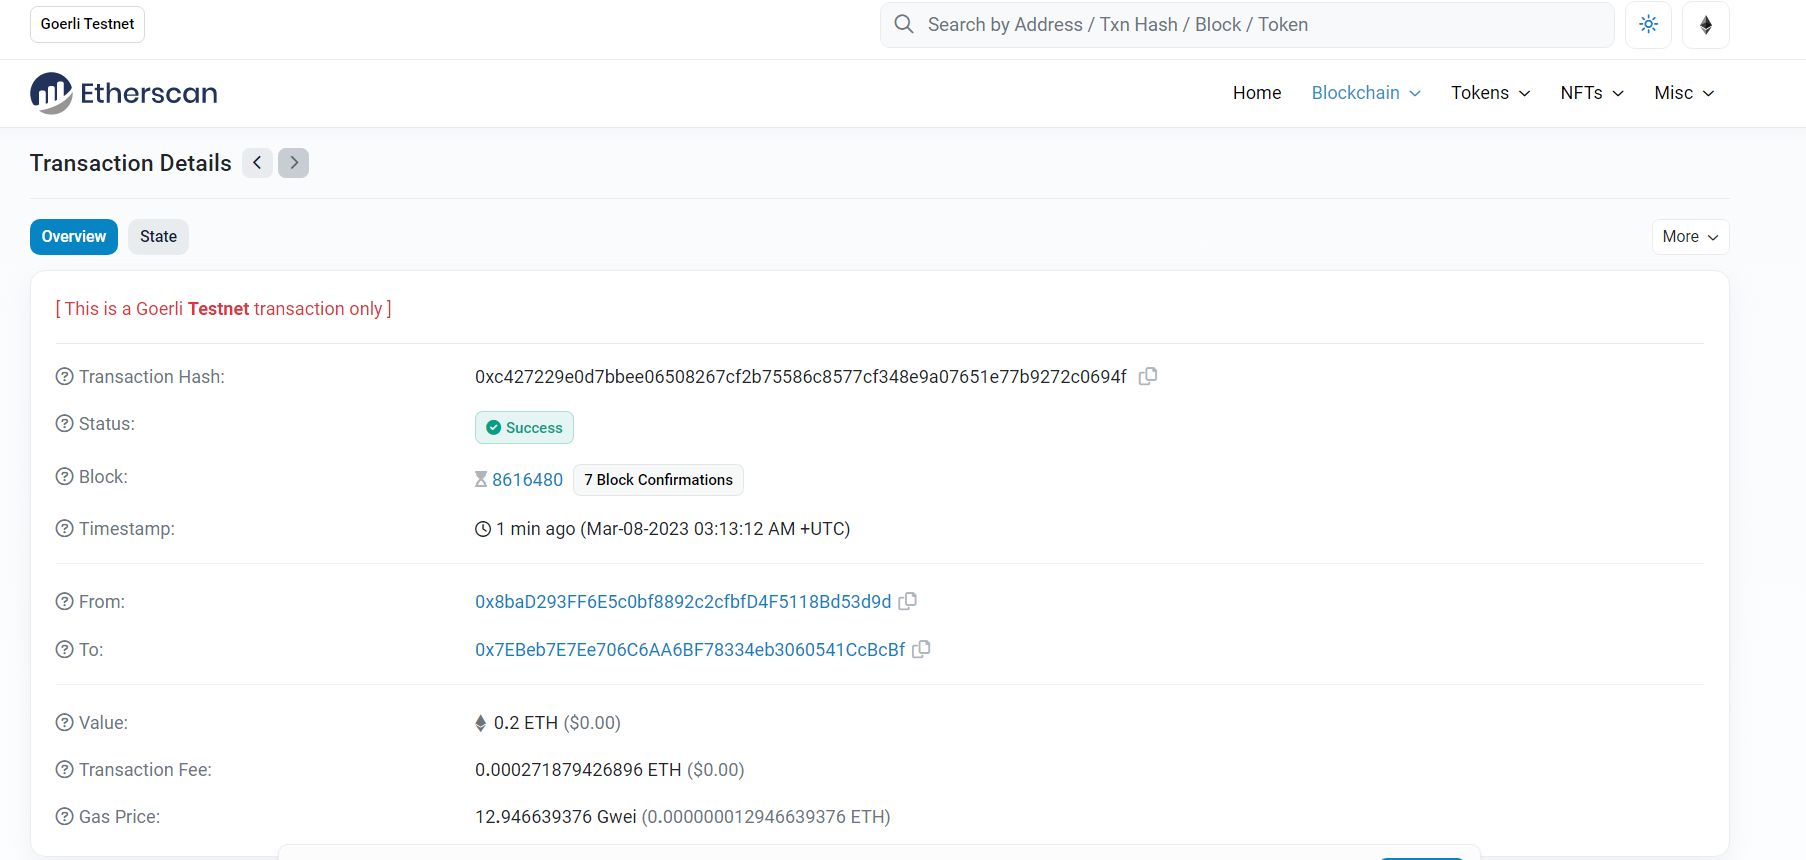 Goerli Testnet
Search by Address / Txn Hash / Block / Token
Etherscan
Home Blockchain Tokens NFTs Misc
Transaction Details
Overview State More
[ This is a Goerli Testnet transaction only ]
Transaction Hash: 0xc427229e0d7bbee06508267cf2b75586c8577cf348e9a07651e77b9272c0694f
Status: Success
Block: 8616480 7 Block Confirmations
Timestamp: 1 min ago (Mar-08-2023 03:13:12 AM +UTC)
From: 0x8baD293FF6E5c0bf8892c2cfbfD4F5118Bd53d9d
To: 0x7EBeb7E7Ee706C6AA6BF78334eb3060541CcBcBf
Value: 0.2 ETH ($0.00)
Transaction Fee: 0.000271879426896 ETH ($0.00)
Gas Price: 12.946639376 Gwei (0.000000012946639376 ETH)